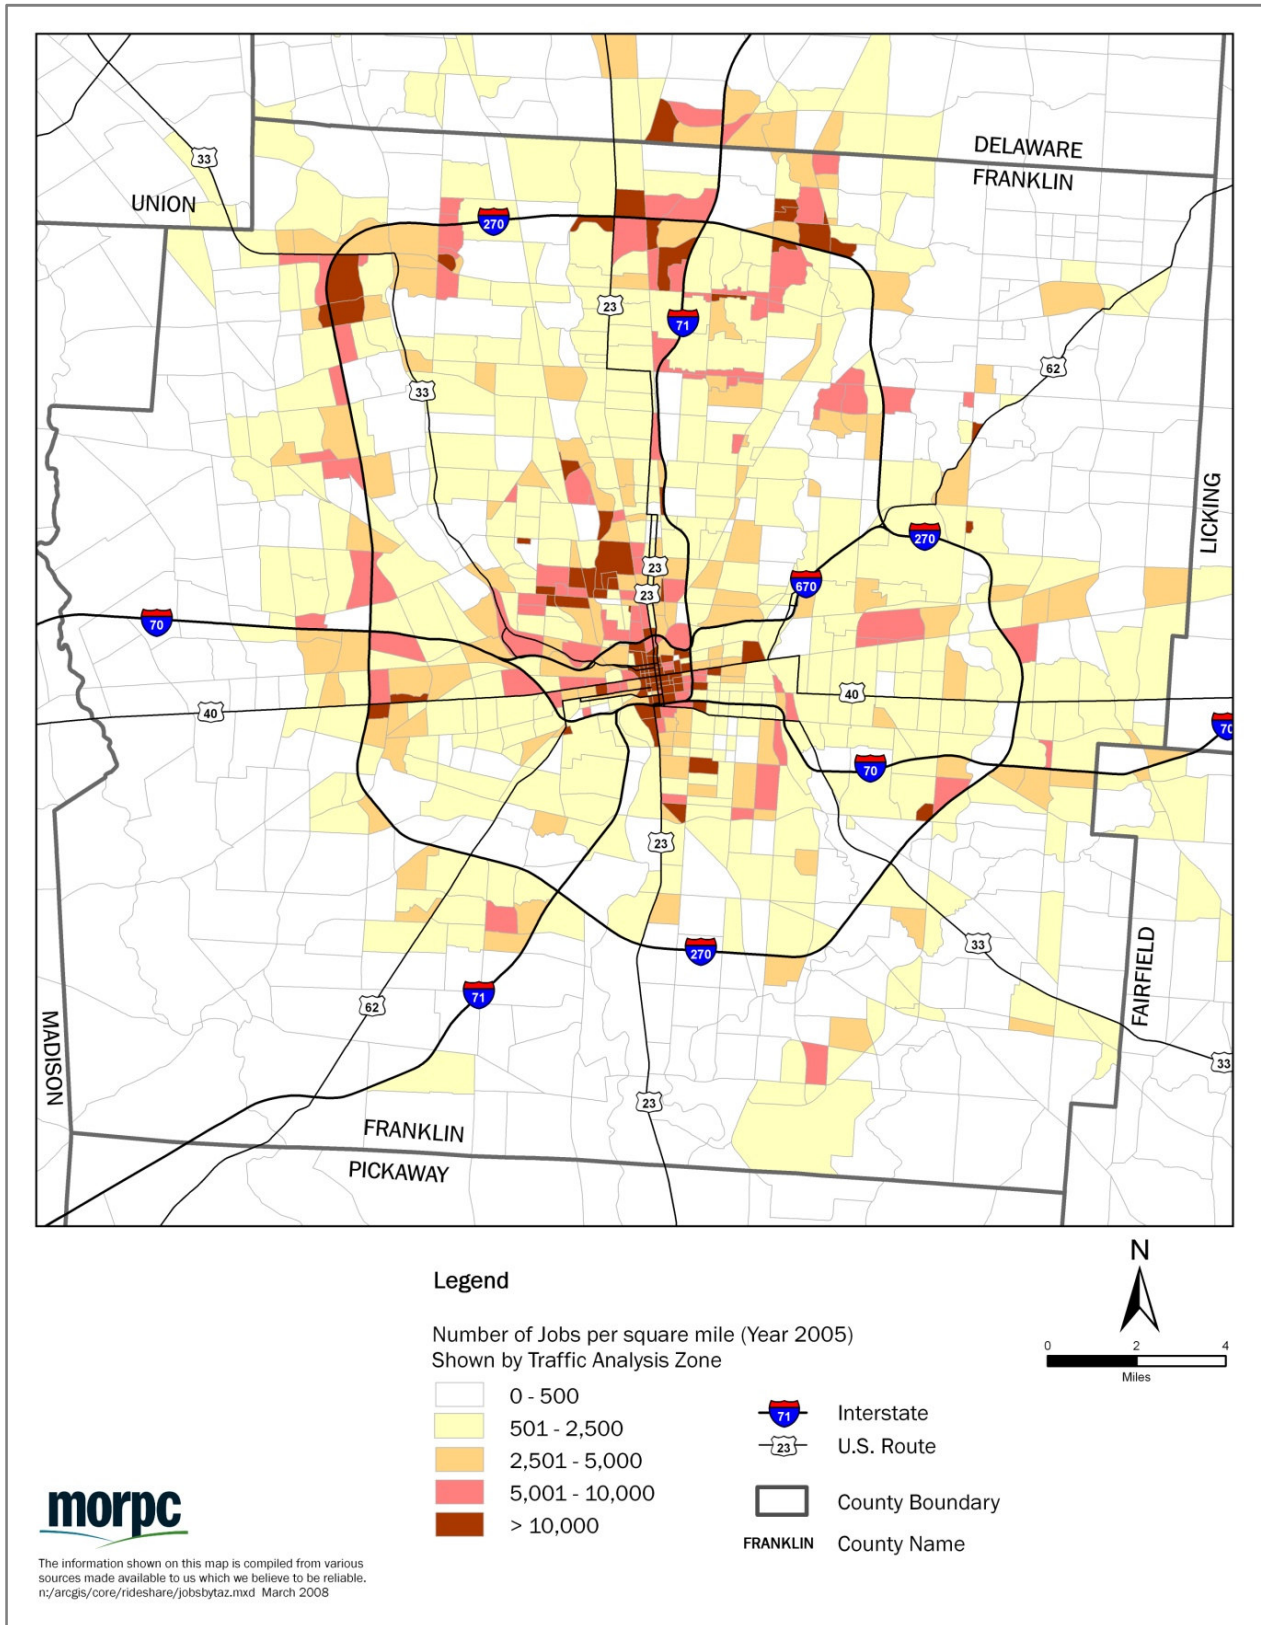 DELAWARE
33
FRANKLIN
UNION
270
23
71
33
62
LICKING
270
23
670
23
70
40
40
70
70
23
33
FAIRFIELD
270
71
62
MADISON
33
23
FRANKLIN
PICKAWAY
N
Legend
Number of Jobs per square mile (Year 2005)
Shown by Traffic Analysis Zone
0 2 4
Miles
0 - 500
501 - 2,500
2,501 - 5,000
5,001 - 10,000
> 10,000
71 Interstate
23 U.S. Route
County Boundary
FRANKLIN County Name
morpc
The information shown on this map is compiled from various
sources made available to us which we believe to be reliable.
n:/arcgis/core/rideshare/jobsbytaz.mxd March 2008